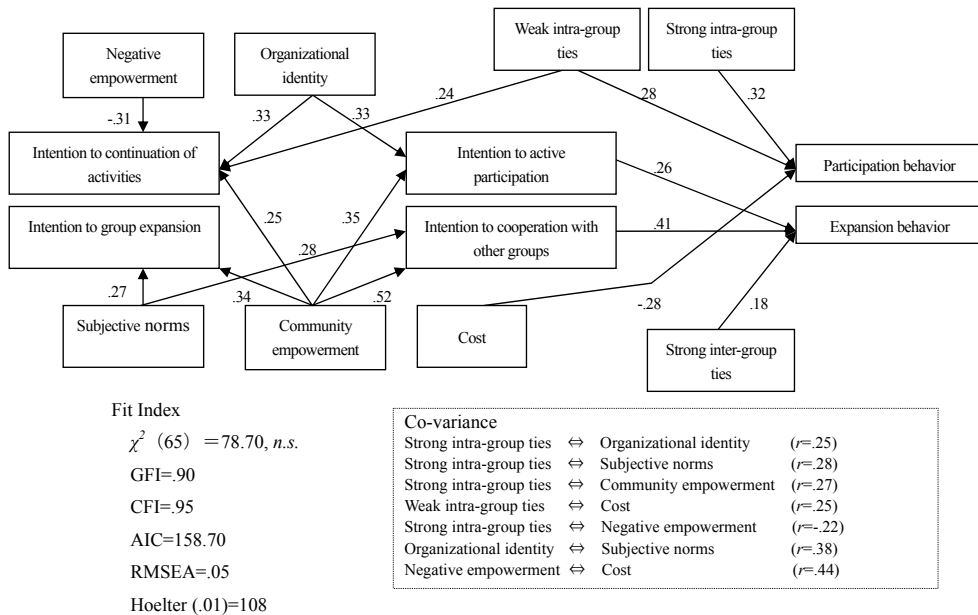 Negative
empowerment
Organizational
identity
Weak intra-group
ties
Strong intra-group
ties
-.31
.33
.33
.24
.28
.32
Intention to continuation of
activities
Intention to active
participation
Participation behavior
.26
Intention to group expansion
.25
.35
Intention to cooperation with
other groups
.41
Expansion behavior
.28
.27
.34
.52
-.28
.18
Subjective norms
Community
empowerment
Cost
Strong inter-group
ties
Fit Index
χ² (65) =78.70, n.s.
GFI=.90
CFI=.95
AIC=158.70
RMSEA=.05
Hoelter (.01)=108
Co-variance
Strong intra-group ties ⇔ Organizational identity (r=.25)
Strong intra-group ties ⇔ Subjective norms (r=.28)
Strong intra-group ties ⇔ Community empowerment (r=.27)
Weak intra-group ties ⇔ Cost (r=.25)
Strong intra-group ties ⇔ Negative empowerment (r=-.22)
Organizational identity ⇔ Subjective norms (r=.38)
Negative empowerment ⇔ Cost (r=.44)